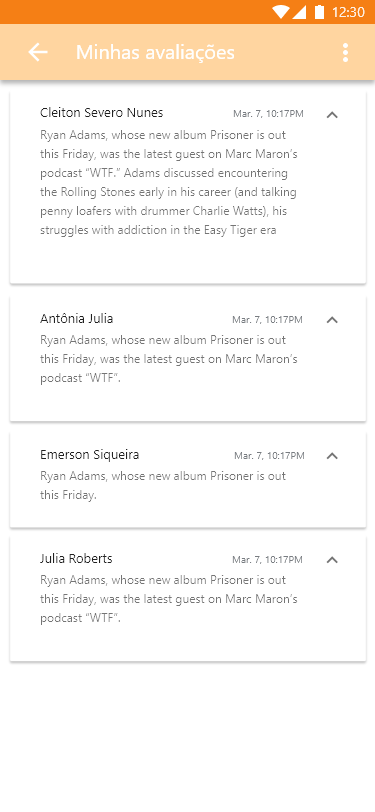 12:30
Minhas avaliações
Cleiton Severo Nunes Mar. 7, 10:17PM
Ryan Adams, whose new album Prisoner is out
this Friday, was the latest guest on Marc Maron’s
podcast “WTF.” Adams discussed encountering
the Rolling Stones early in his career (and talking
penny loafers with drummer Charlie Watts), his
struggles with addiction in the Easy Tiger era
Antônia Julia Mar. 7, 10:17PM
Ryan Adams, whose new album Prisoner is out
this Friday, was the latest guest on Marc Maron’s
podcast “WTF”.
Emerson Siqueira Mar. 7, 10:17PM
Ryan Adams, whose new album Prisoner is out
this Friday.
Julia Roberts Mar. 7, 10:17PM
Ryan Adams, whose new album Prisoner is out
this Friday, was the latest guest on Marc Maron’s
podcast “WTF”.